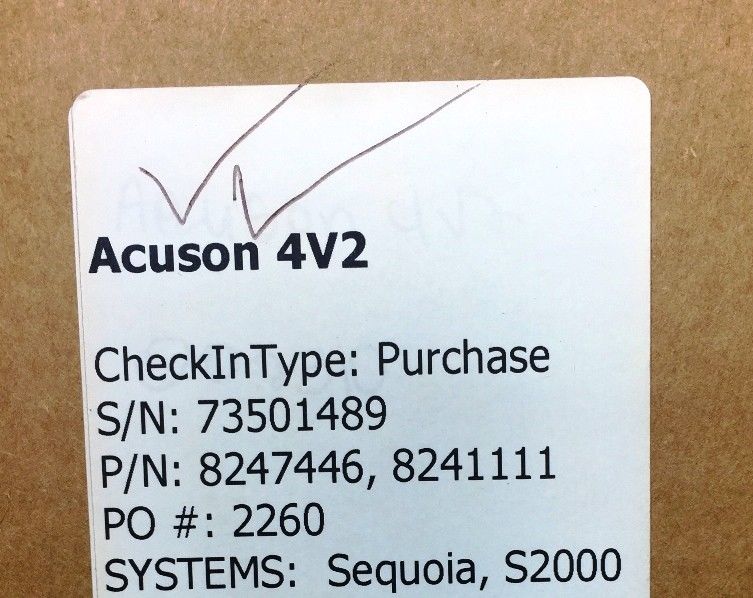 Acuson 4V2
CheckInType: Purchase
S/N: 73501489
P/N: 8247446, 8241111
PO #: 2260
SYSTEMS: Sequoia, S2000